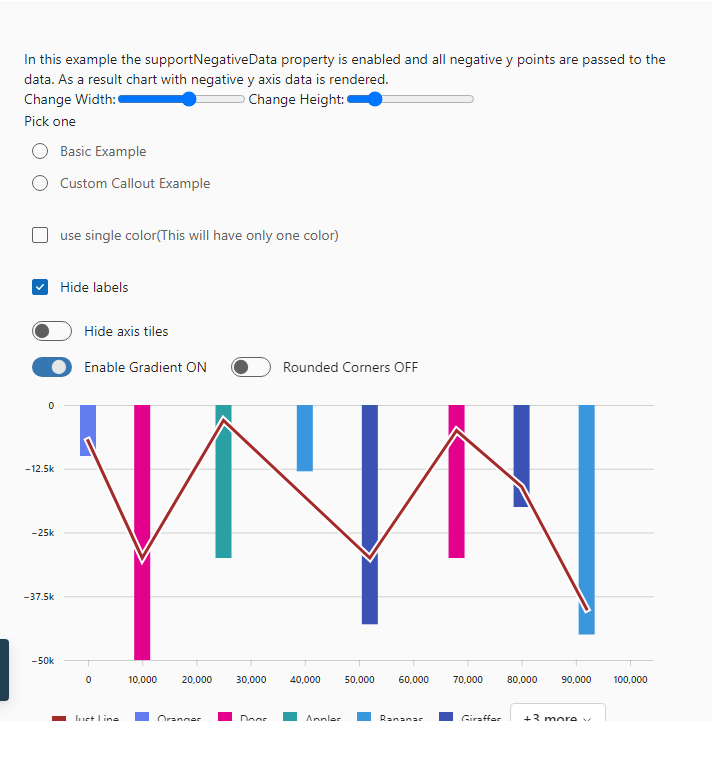 In this example the supportNegativeData property is enabled and all negative y points are passed to the
data. As a result chart with negative y axis data is rendered.
Change Width: Change Height:
Pick one
Basic Example
Custom Callout Example
use single color(This will have only one color)
Hide labels
Hide axis tiles
Enable Gradient ON Rounded Corners OFF
0
−12.5k
−25k
−37.5k
−50k
0 10,000 20,000 30,000 40,000 50,000 60,000 70,000 80,000 90,000 100,000
Just Line Oranges Dogs Apples Bananas Giraffes +3 more